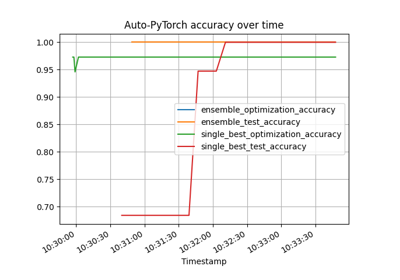 Auto-PyTorch accuracy over time
1.00
0.95
0.90
0.85
0.80
0.75
0.70
ensemble_optimization_accuracy
ensemble_test_accuracy
single_best_optimization_accuracy
single_best_test_accuracy
10:30:00
10:30:30
10:31:00
10:31:30
10:32:00
10:32:30
10:33:00
10:33:30
Timestamp